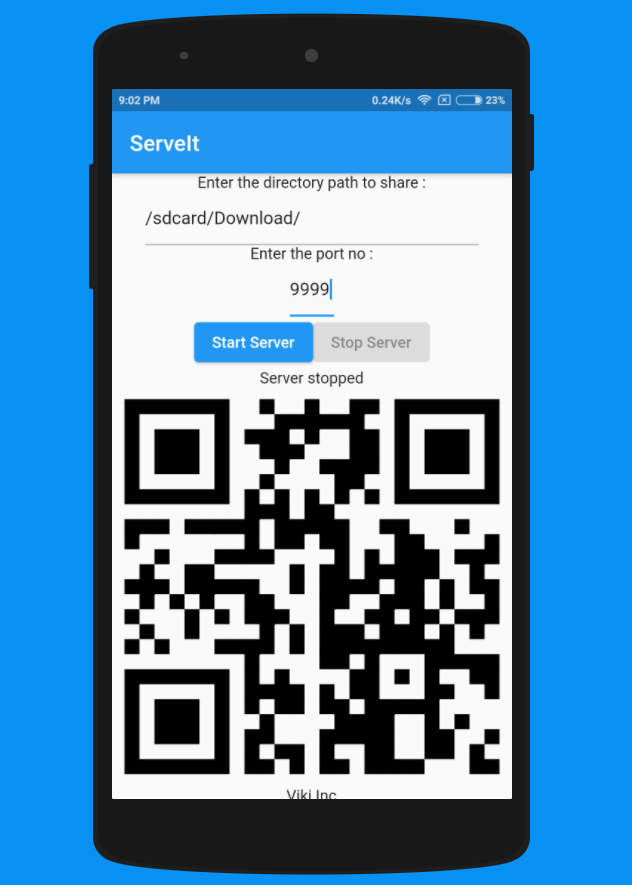 9:02 PM 0.24K/s 23%
ServeIt
Enter the directory path to share :
/sdcard/Download/
Enter the port no :
9999
Start Server Stop Server
Server stopped
Viki Inc